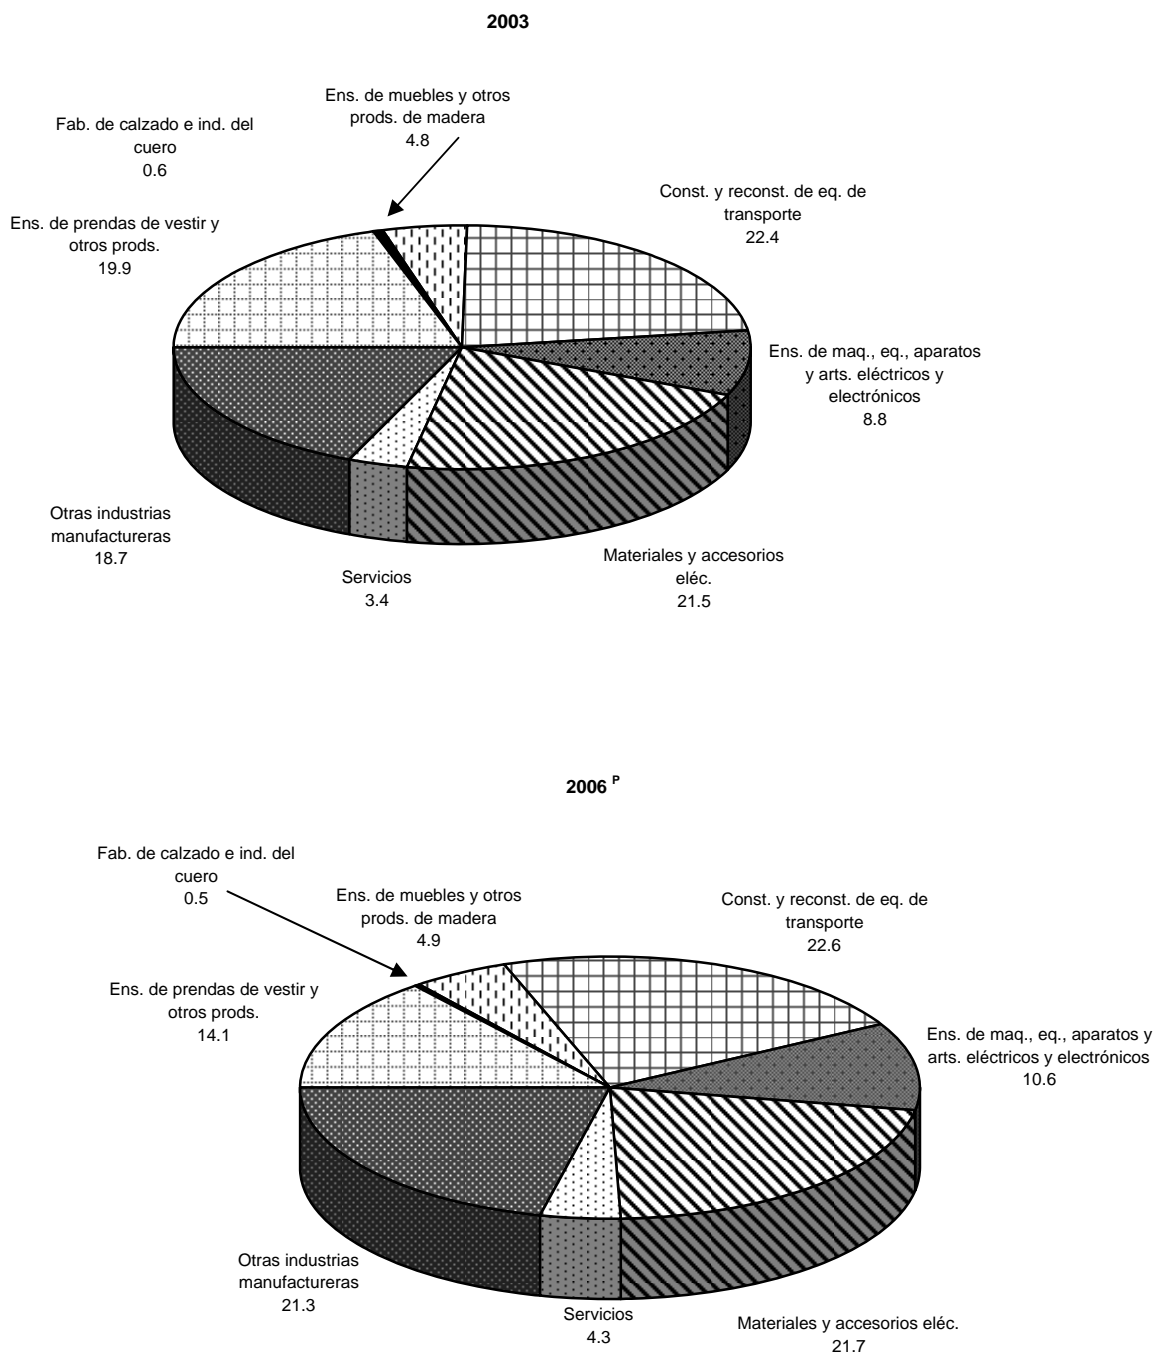 2003
Ens. de muebles y otros
prods. de madera
4.8
Fab. de calzado e ind. del
cuero
0.6
Const. y reconst. de eq. de
transporte
22.4
Ens. de prendas de vestir y
otros prods.
19.9
Ens. de maq., eq., aparatos
y arts. eléctricos y
electrónicos
8.8
Otras industrias
manufactureras
18.7
Materiales y accesorios
eléc.
21.5
Servicios
3.4
2006 P
Fab. de calzado e ind. del
cuero
0.5
Ens. de muebles y otros
prods. de madera
4.9
Const. y reconst. de eq. de
transporte
22.6
Ens. de prendas de vestir y
otros prods.
14.1
Ens. de maq., eq., aparatos y
arts. eléctricos y electrónicos
10.6
Otras industrias
manufactureras
21.3
Servicios
4.3
Materiales y accesorios eléc.
21.7